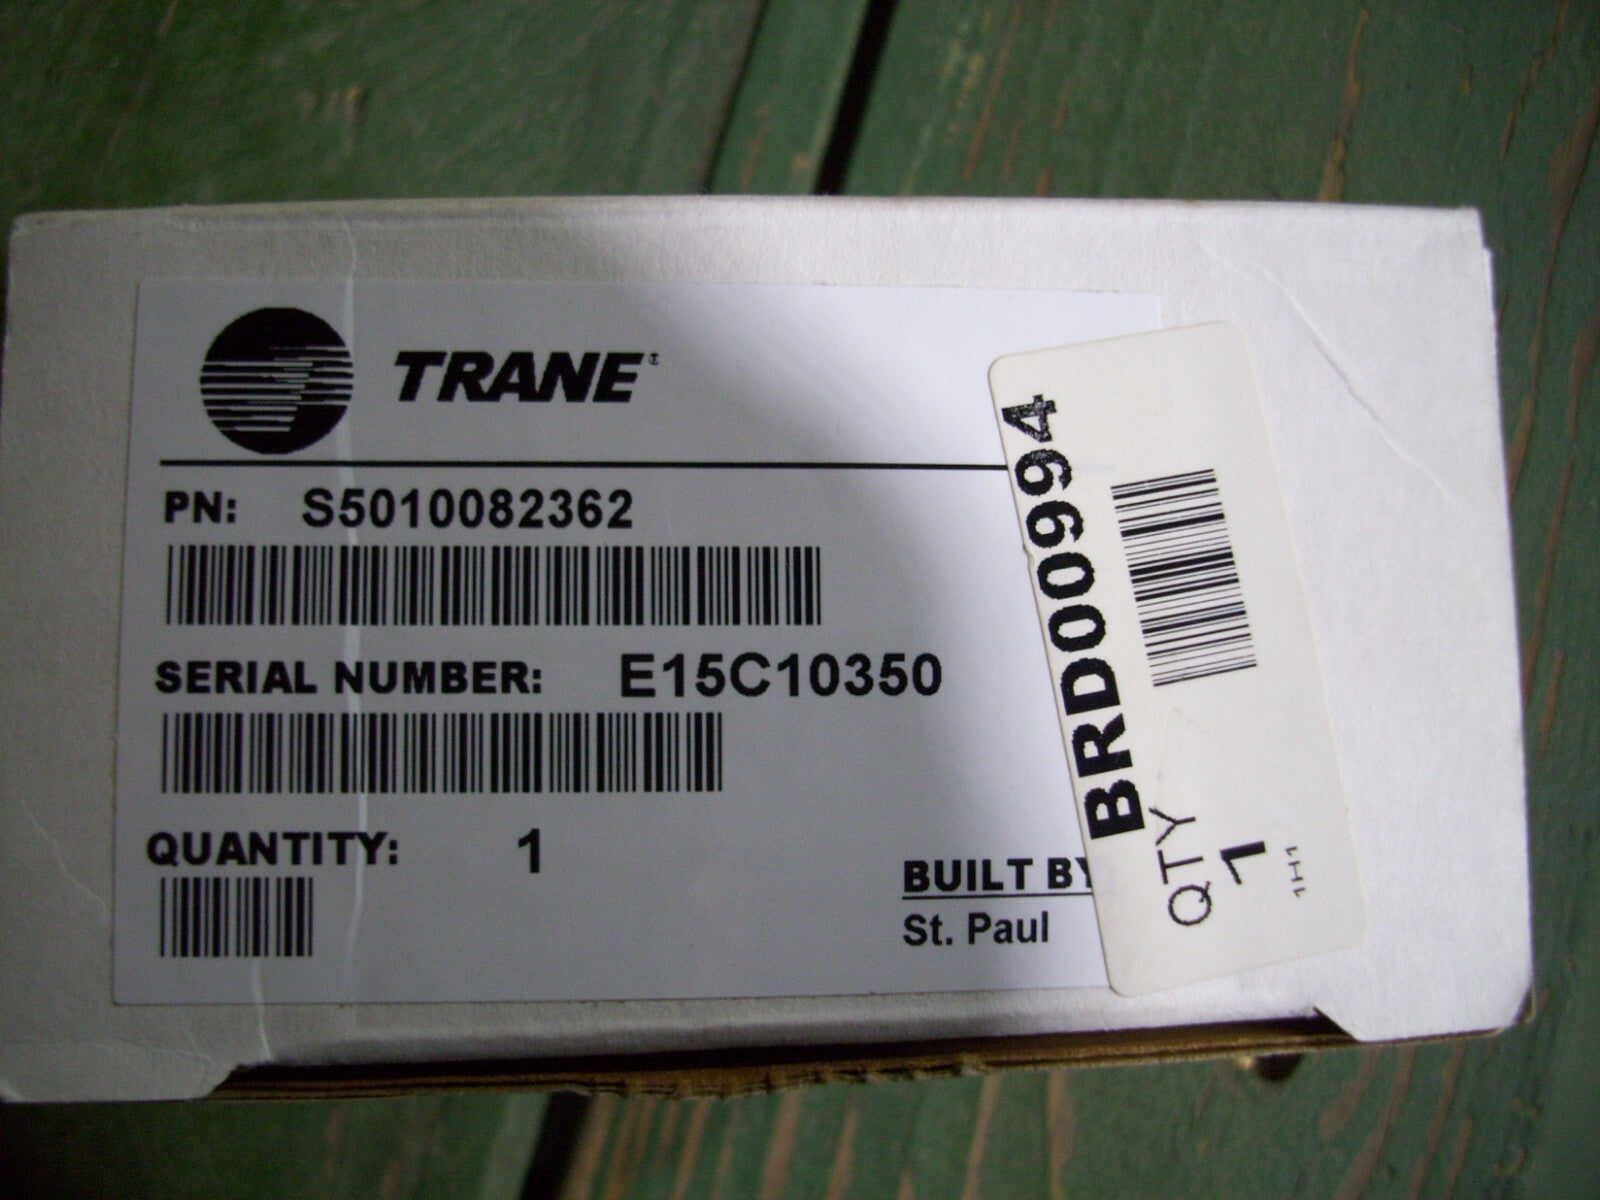 TRANE
PN: S5010082362
SERIAL NUMBER: E15C10350
QUANTITY: 1
BUILT BY
St. Paul
BRD00994
QTY
1
1H1